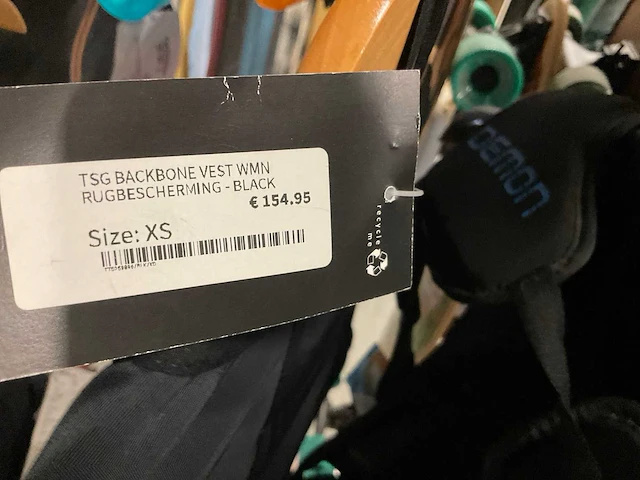 TSG BACKBONE VEST WMN
RUGBESCHERMING - BLACK
€ 154.95
Size: XS
recycle me
DEMON